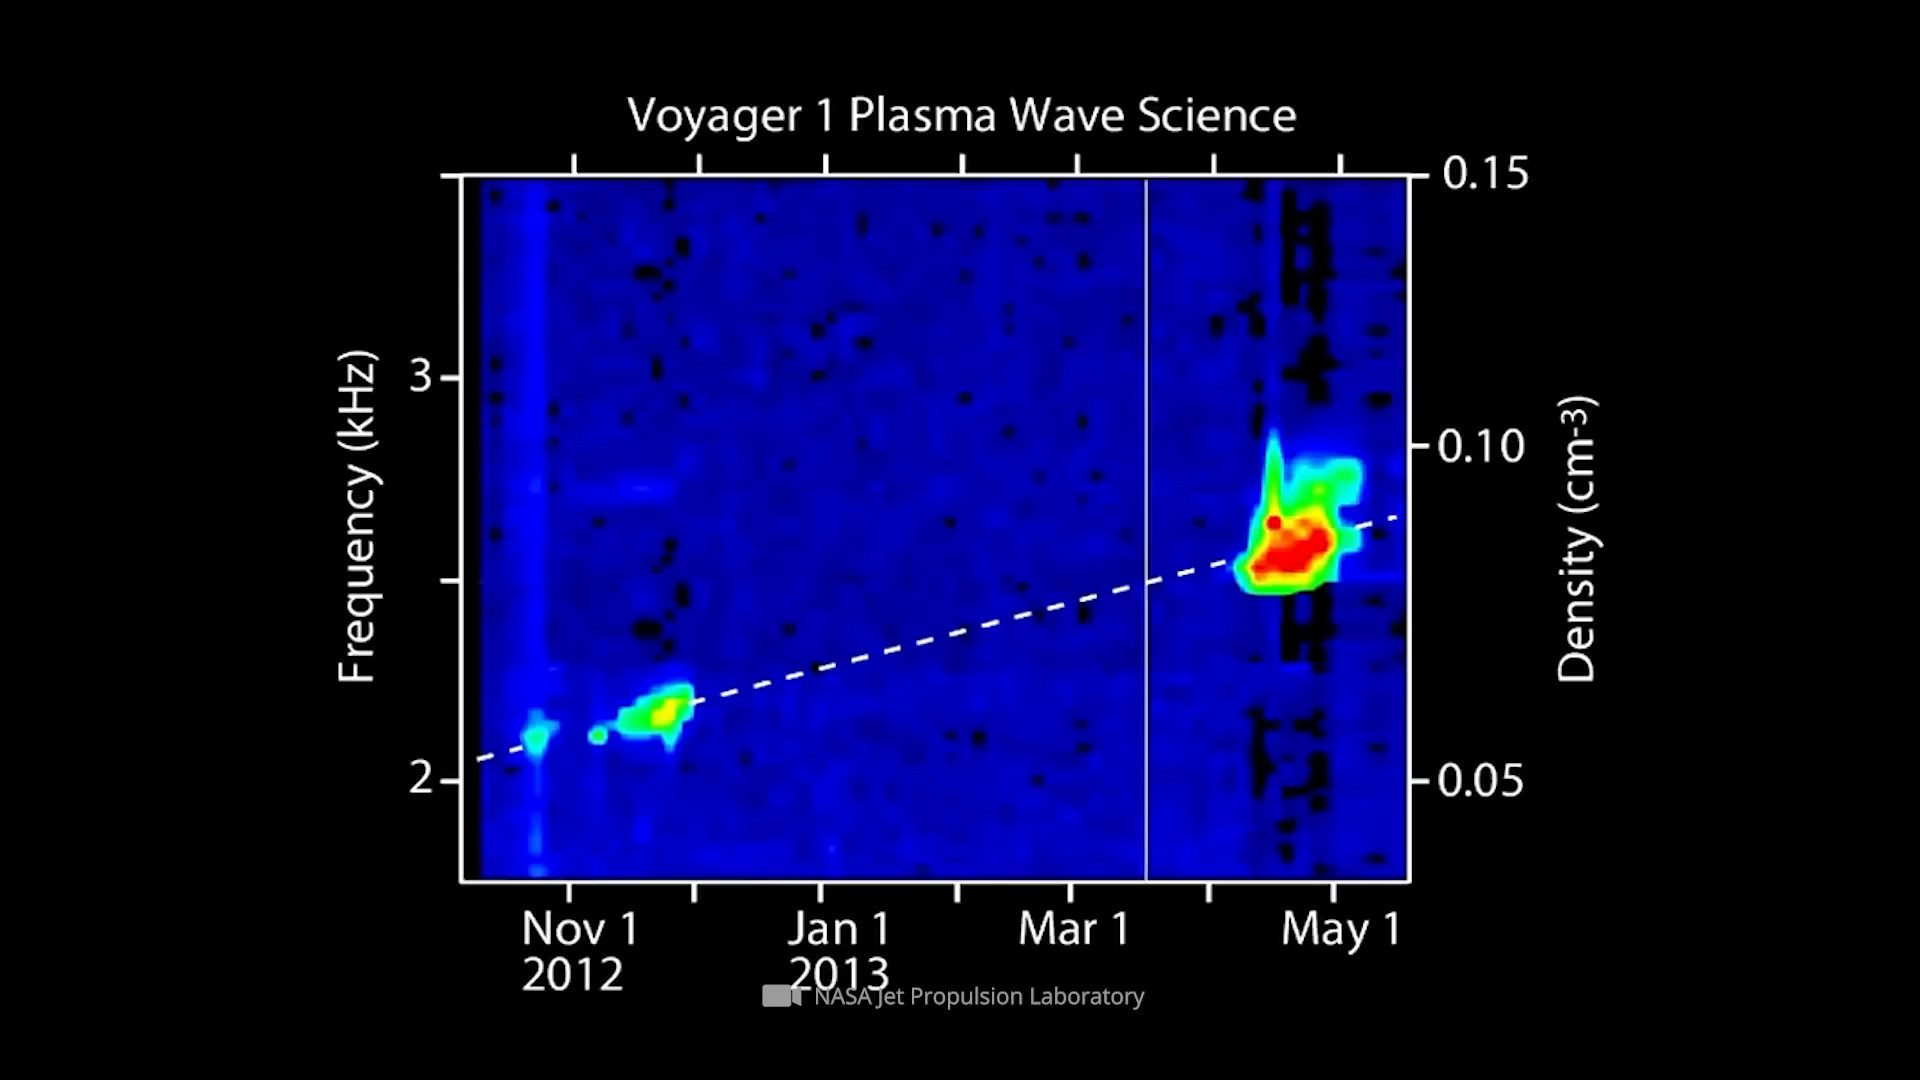 Voyager 1 Plasma Wave Science
0.15
3
0.10
2
0.05
Frequency (kHz)
Density (cm-3)
Nov 1
2012
Jan 1
2013
Mar 1
May 1
NASA Jet Propulsion Laboratory